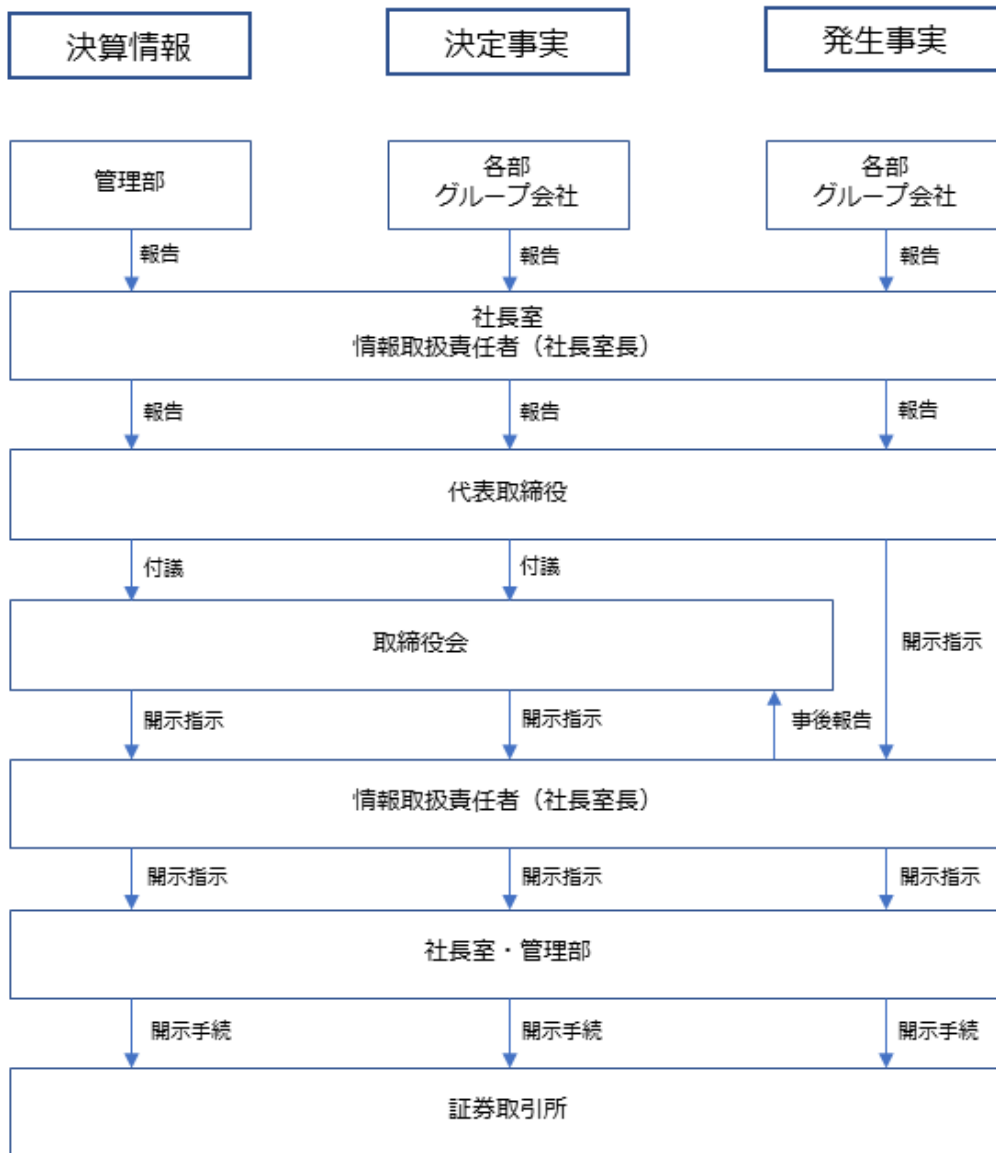 決算情報
決定事実
発生事実
管理部
各部
グループ会社
各部
グループ会社
報告
報告
報告
社長室
情報取扱責任者（社長室長）
報告
報告
報告
代表取締役
付議
付議
開示指示
取締役会
開示指示
開示指示
事後報告
情報取扱責任者（社長室長）
開示指示
開示指示
開示指示
社長室・管理部
開示手続
開示手続
開示手続
証券取引所